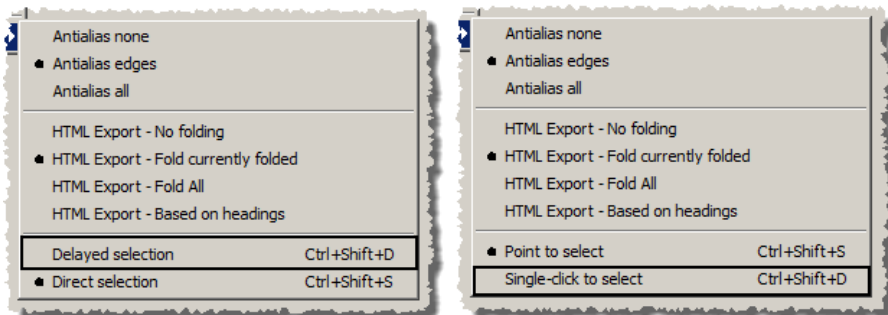 Antialias none
Antialias edges
Antialias all
HTML Export - No folding
HTML Export - Fold currently folded
HTML Export - Fold All
HTML Export - Based on headings
Delayed selection Ctrl+Shift+D
Direct selection Ctrl+Shift+S
Antialias none
Antialias edges
Antialias all
HTML Export - No folding
HTML Export - Fold currently folded
HTML Export - Fold All
HTML Export - Based on headings
Point to select Ctrl+Shift+S
Single-click to select Ctrl+Shift+D